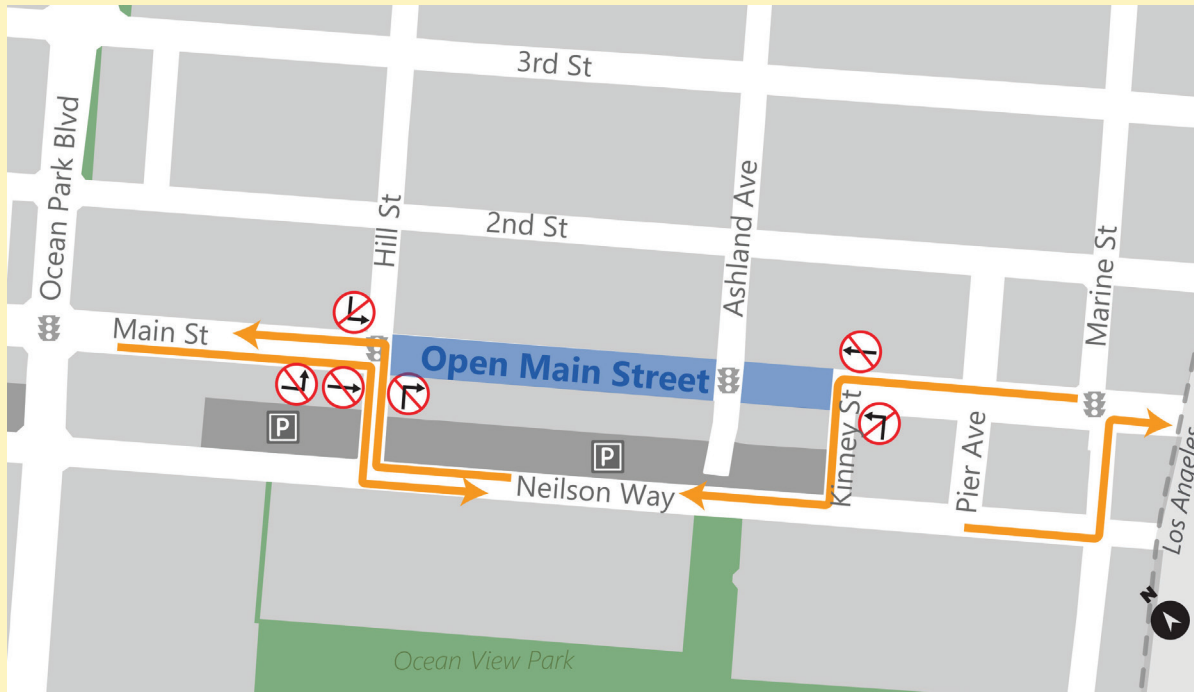 3rd St
Ocean Park Blvd
2nd St
Hill St
Ashland Ave
Marine St
Main St
Open Main Street
P
P
Kinney St
Pier Ave
Neilson Way
Los Angeles
N
Ocean View Park